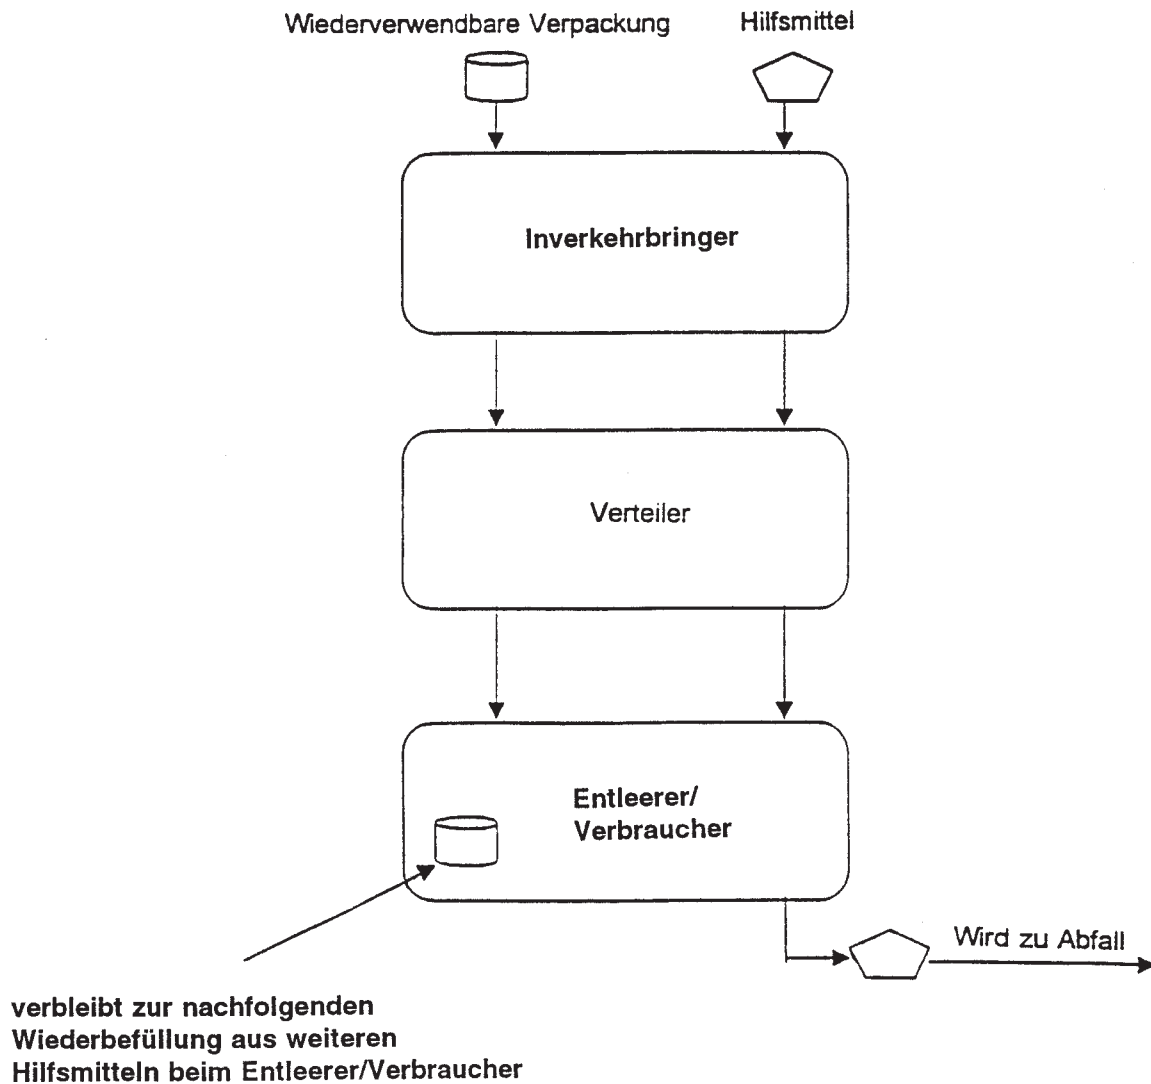 Wiederverwendbare Verpackung
Hilfsmittel
Inverkehrbringer
Verteiler
Entleerer/
Verbraucher
Wird zu Abfall
verbleibt zur nachfolgenden
Wiederbefüllung aus weiteren
Hilfsmitteln beim Entleerer/Verbraucher